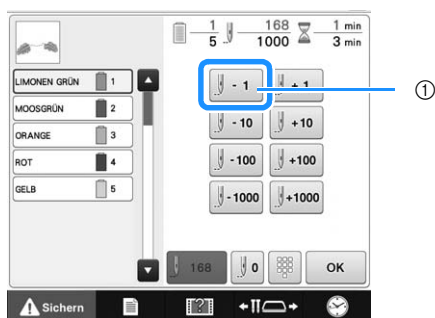 1 168 1 min
5 1000 3 min
LIMONEN GRÜN 1
MOOSGRÜN 2
ORANGE 3
ROT 4
GELB 5
- 1 + 1
①
- 10 +10
- 100 +100
- 1000 +1000
168 0 OK
Sichern